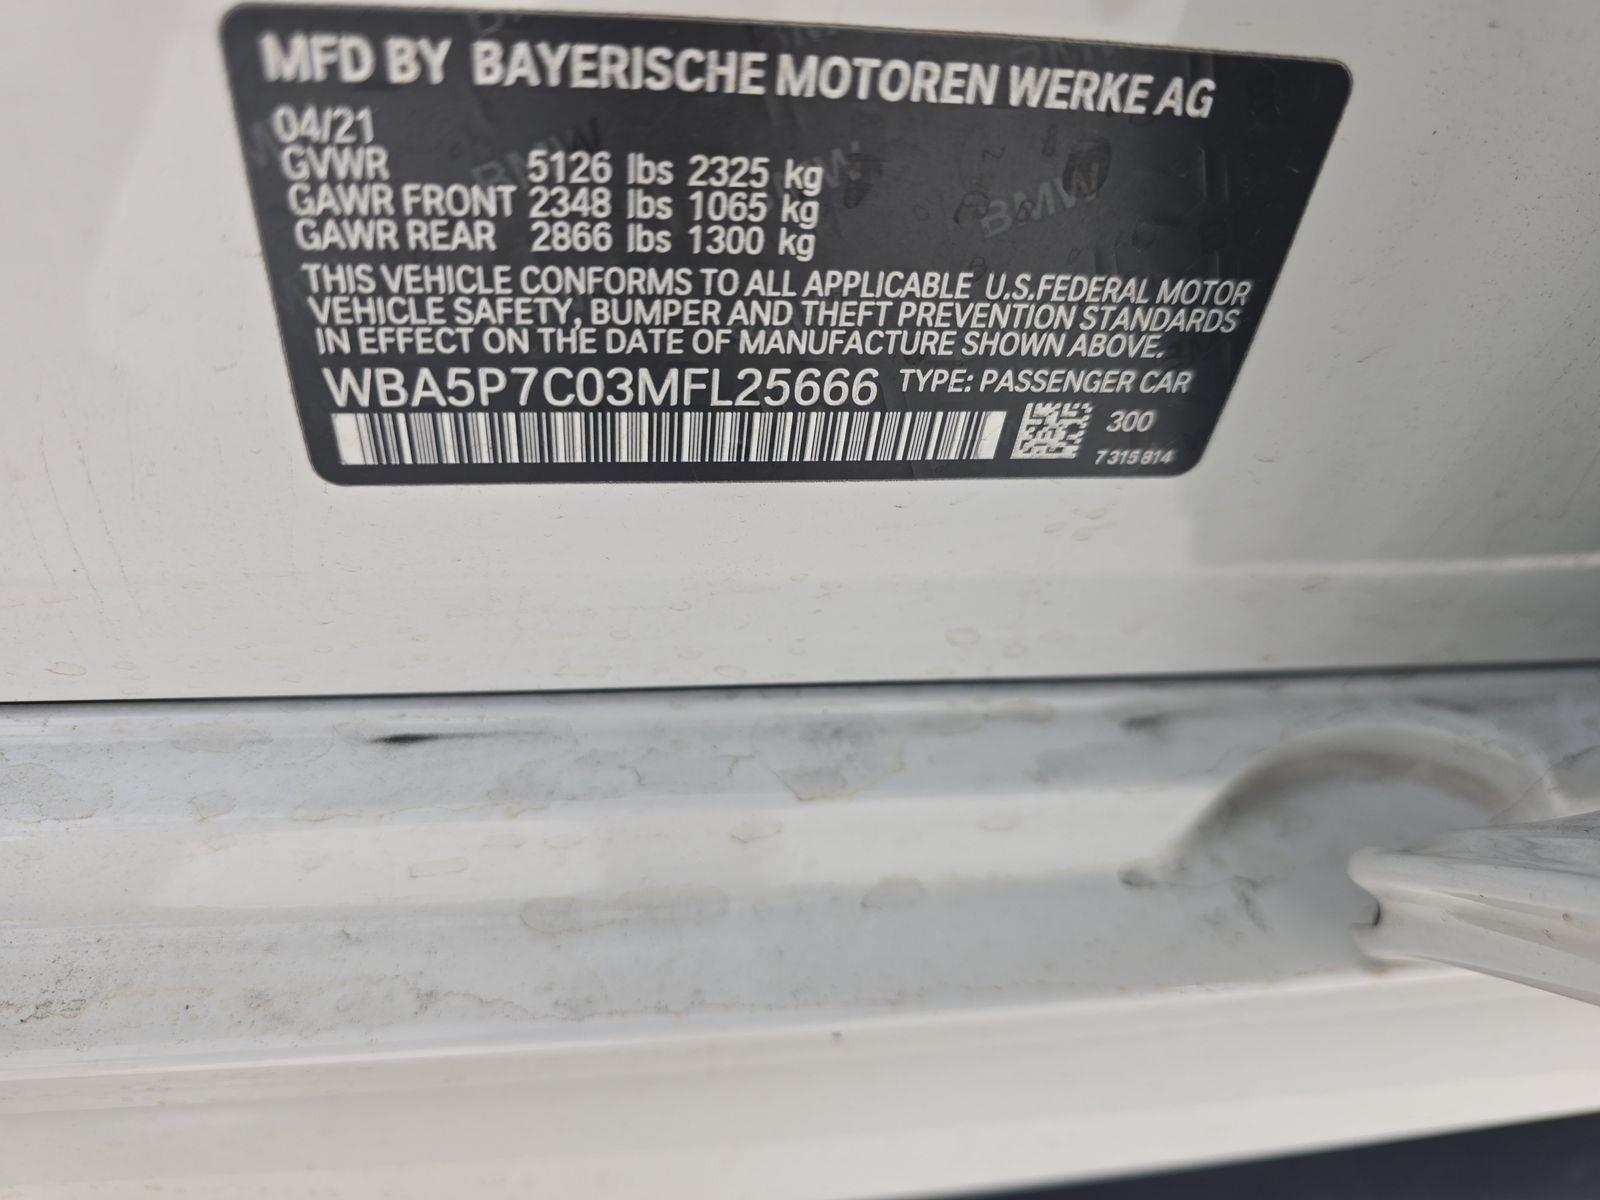 MFD BY BAYERISCHE MOTOREN WERKE AG
04/21
GVWR 5126 lbs 2325 kg
GAWR FRONT 2348 lbs 1065 kg
GAWR REAR 2866 lbs 1300 kg
THIS VEHICLE CONFORMS TO ALL APPLICABLE U.S.FEDERAL MOTOR
VEHICLE SAFETY, BUMPER AND THEFT PREVENTION STANDARDS
IN EFFECT ON THE DATE OF MANUFACTURE SHOWN ABOVE.
WBA5P7C03MFL25666 TYPE: PASSENGER CAR
300
7315814
BMW
BMW